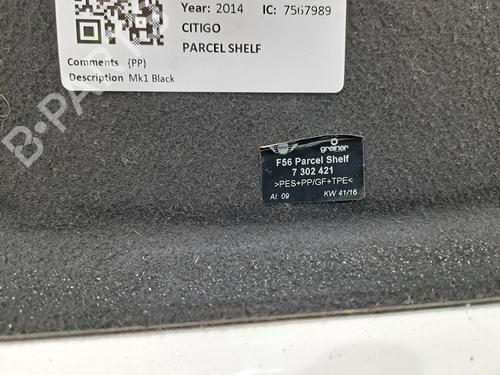 Year: 2014 IC: 7567989
CITIGO
PARCEL SHELF
Comments {PP}
Description Mk1 Black
greiner
F56 Parcel Shelf
7 302 421
>PES+PP/GF+TPE<
AI: 09 KW 41/16
B-PARTS